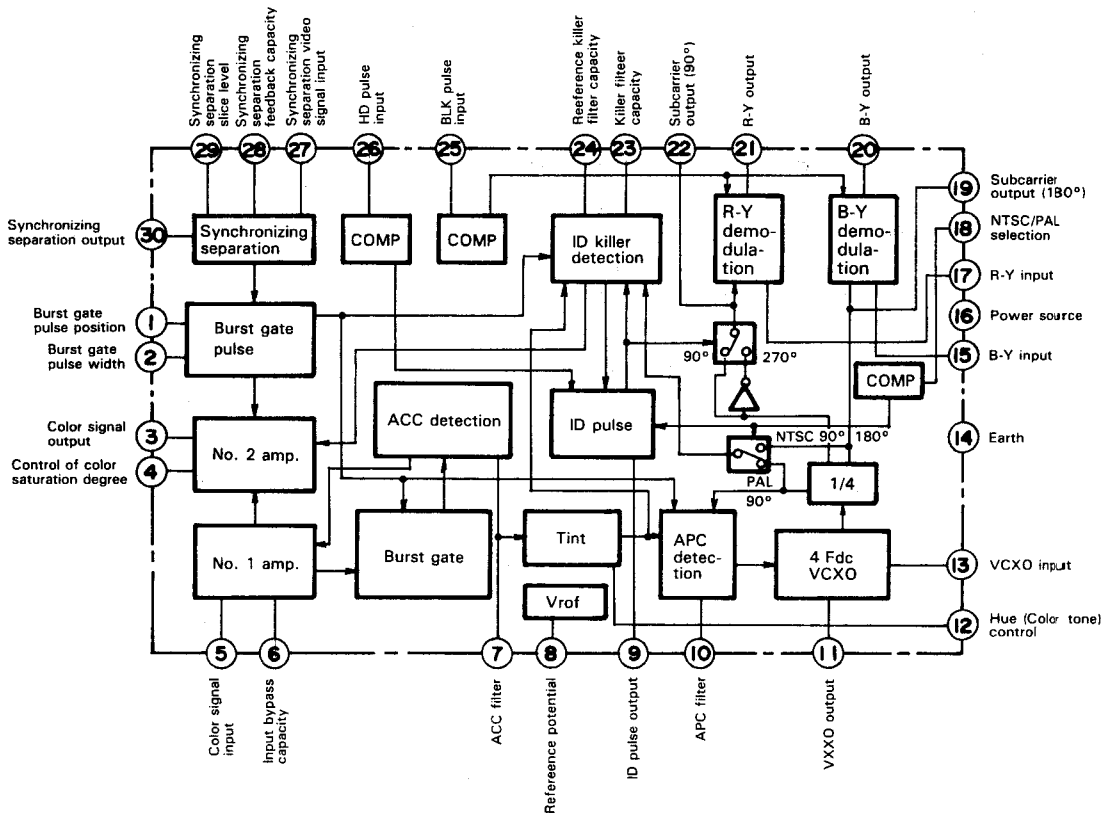 Synchronizing
separation
slice level
Synchronizing
separation
feedback capacity
Synchronizing
separation video
signal input
HD pulse
input
BLK pulse
input
Reeference killer
filter capacity
Killer filteer
capacity
Subcarrier
output (90°)
R-Y output
B-Y output
29
28
27
26
25
24
23
22
21
20
Synchronizing
separation output
30
Synchronizing
separation
COMP
COMP
ID killer
detection
R-Y
demo-
dulation
B-Y
demo-
dulation
19
Subcarrier
output (180°)
18
NTSC/PAL
selection
17
R-Y input
16
Power source
15
B-Y input
Burst gate
pulse position
1
Burst gate
pulse width
2
Burst gate
pulse
90°
270°
COMP
Color signal
output
3
Control of color
saturation degree
4
No. 2 amp.
ACC detection
ID pulse
NTSC 90°
180°
PAL
90°
1/4
14
Earth
No. 1 amp.
Burst gate
Tint
APC
detec-
tion
4 Fdc
VCXO
13
VCXO input
Vrof
12
Hue (Color tone)
control
5
6
7
8
9
10
11
Color signal
input
Input bypass
capacity
ACC filter
Refereence potential
ID pulse output
APC filter
VXXO output